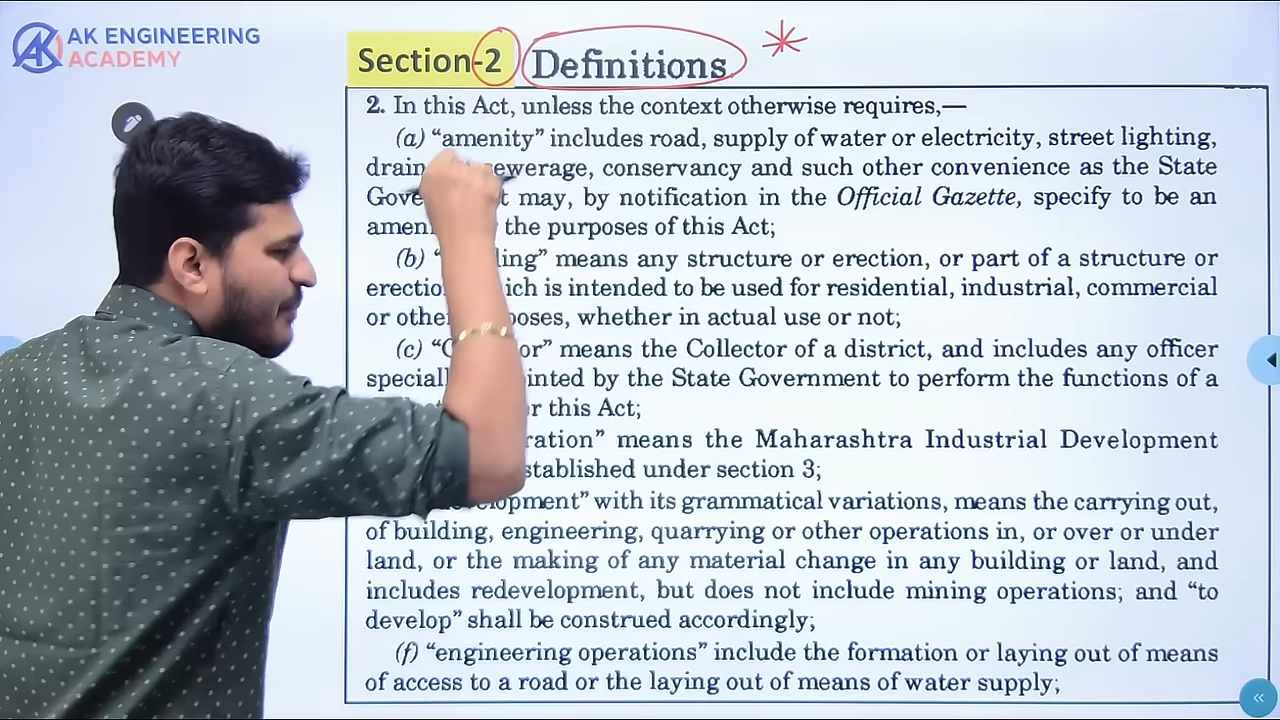 AK ENGINEERING
ACADEMY
Section-2 Definitions
2. In this Act, unless the context otherwise requires,—
(a) “amenity” includes road, supply of water or electricity, street lighting,
sewerage, conservancy and such other convenience as the State
may, by notification in the Official Gazette, specify to be an
the purposes of this Act;
(b) means any structure or erection, or part of a structure or
is intended to be used for residential, industrial, commercial
or whether in actual use or not;
(c) means the Collector of a district, and includes any officer
by the State Government to perform the functions of a
this Act;
means the Maharashtra Industrial Development
under section 3;
with its grammatical variations, means the carrying out,
of building, engineering, quarrying or other operations in, or over or under
land, or the making of any material change in any building or land, and
includes redevelopment, but does not include mining operations; and “to
develop” shall be construed accordingly;
(f) “engineering operations” include the formation or laying out of means
of access to a road or the laying out of means of water supply;